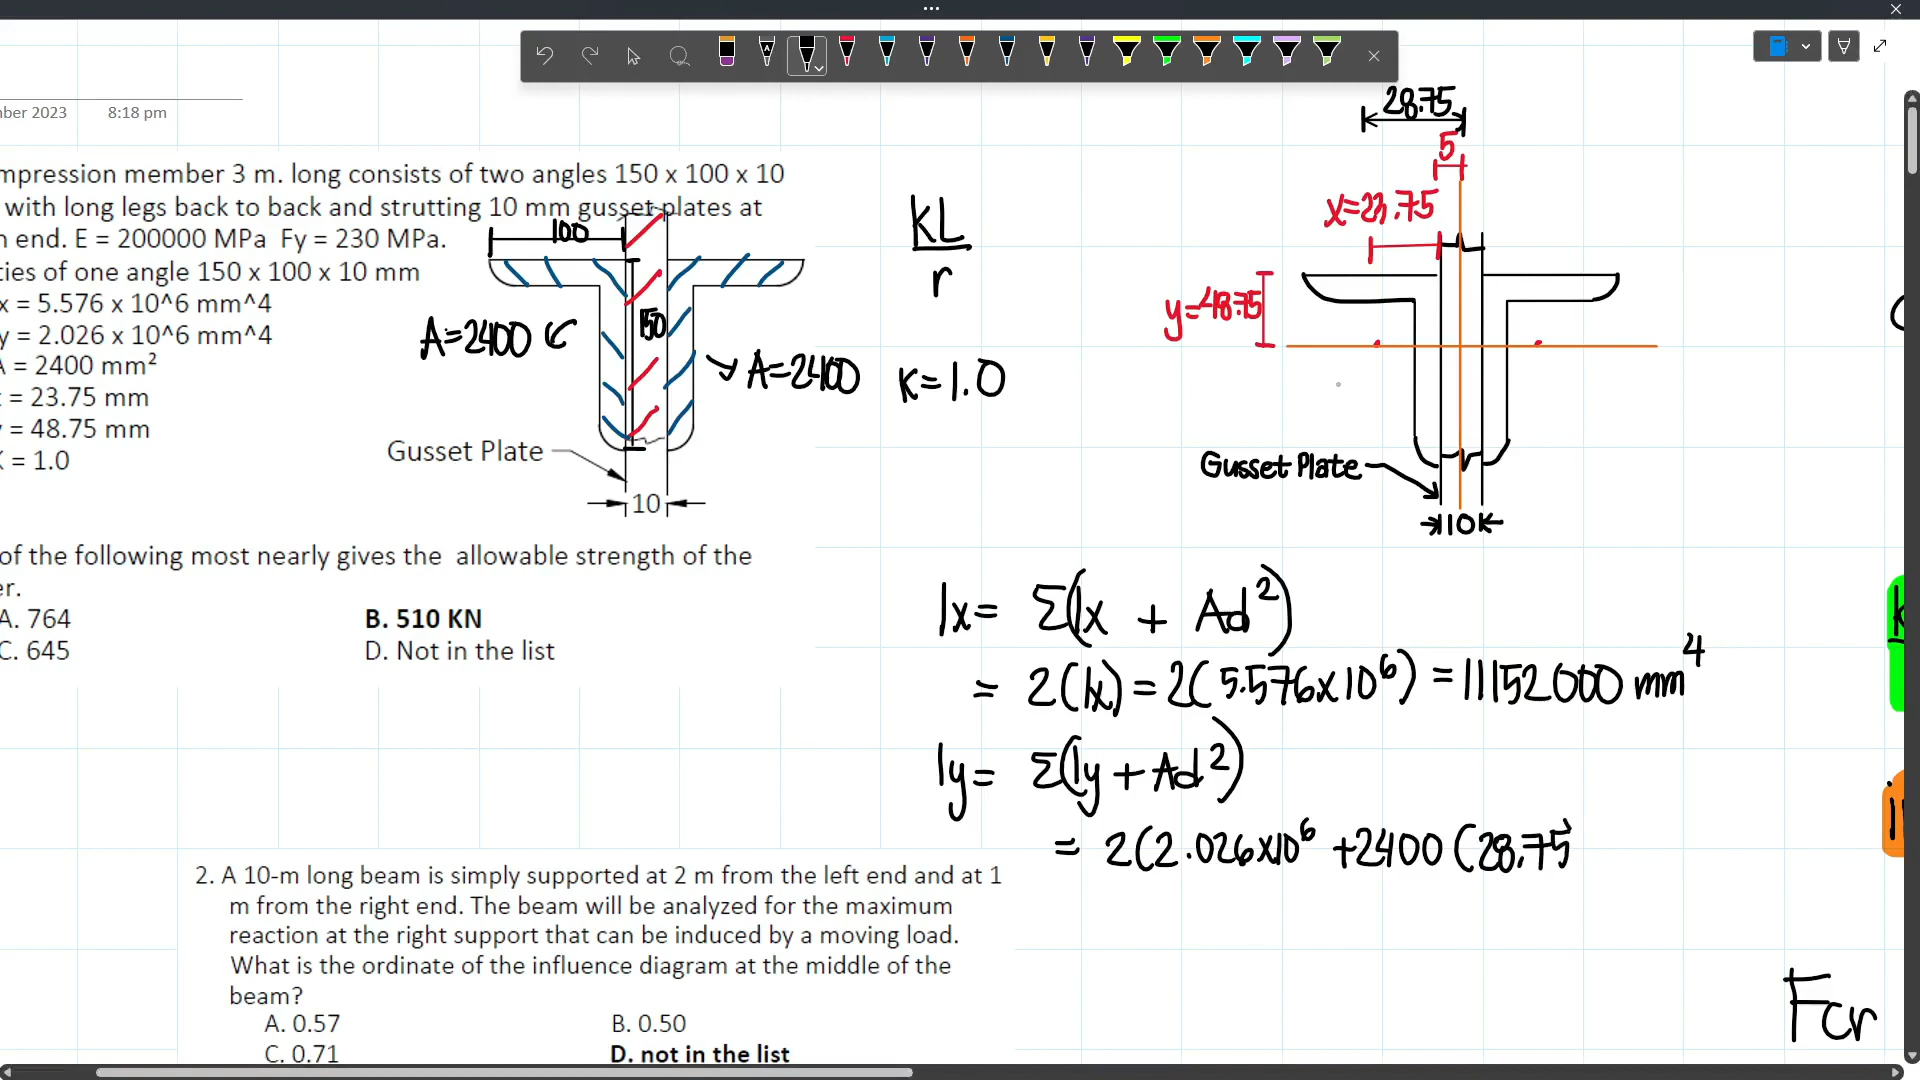 ber 2023 8:18 pm
mpression member 3 m. long consists of two angles 150 x 100 x 10
with long legs back to back and strutting 10 mm gusset plates at
end. E = 200000 MPa Fy = 230 MPa.
ties of one angle 150 x 100 x 10 mm
x = 5.576 x 10^6 mm^4
y = 2.026 x 10^6 mm^4
A = 2400 mm²
= 23.75 mm
= 48.75 mm
K = 1.0
100
150
A=2400
A=2400
Gusset Plate
10
of the following most nearly gives the allowable strength of the
er.
A. 764 B. 510 KN
C. 645 D. Not in the list
kL
r
K=1.0
28.75
5
x=23.75
y=48.75
Gusset Plate
10
Ix= Σ(Ix + Ad²)
= 2(Ix) = 2(5.576x10⁶) = 11152000 mm⁴
Iy= Σ(Iy + Ad²)
= 2(2.026x10⁶ +2400(28.75
2. A 10-m long beam is simply supported at 2 m from the left end and at 1
m from the right end. The beam will be analyzed for the maximum
reaction at the right support that can be induced by a moving load.
What is the ordinate of the influence diagram at the middle of the
beam?
A. 0.57 B. 0.50
C. 0.71 D. not in the list
Fcr